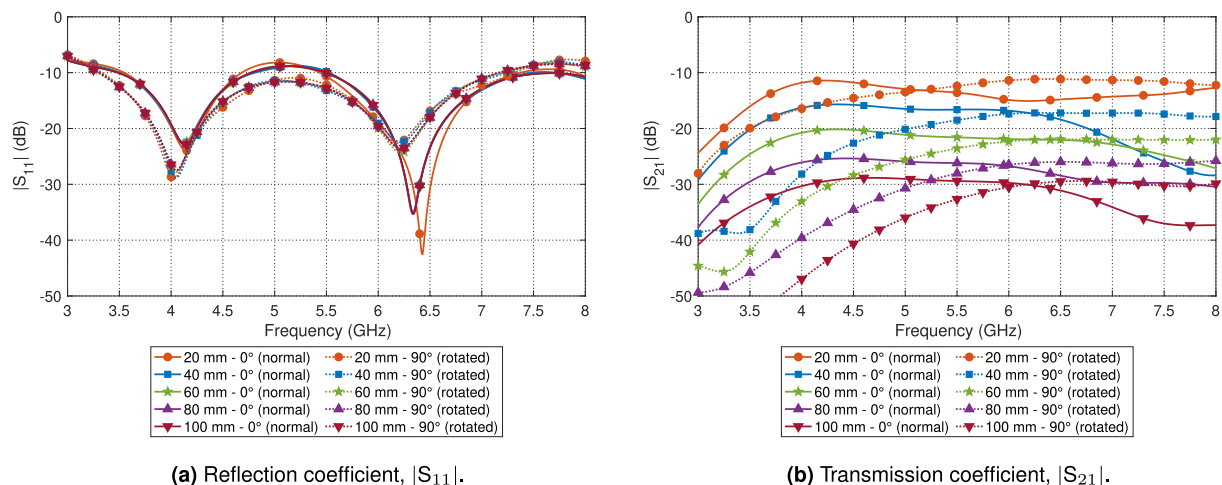 0
-10
-20
-30
-40
-50
|S11| (dB)
3 3.5 4 4.5 5 5.5 6 6.5 7 7.5 8
Frequency (GHz)
20 mm - 0° (normal) 20 mm - 90° (rotated)
40 mm - 0° (normal) 40 mm - 90° (rotated)
60 mm - 0° (normal) 60 mm - 90° (rotated)
80 mm - 0° (normal) 80 mm - 90° (rotated)
100 mm - 0° (normal) 100 mm - 90° (rotated)
(a) Reflection coefficient, |S11|.
0
-10
-20
-30
-40
-50
|S21| (dB)
3 3.5 4 4.5 5 5.5 6 6.5 7 7.5 8
Frequency (GHz)
20 mm - 0° (normal) 20 mm - 90° (rotated)
40 mm - 0° (normal) 40 mm - 90° (rotated)
60 mm - 0° (normal) 60 mm - 90° (rotated)
80 mm - 0° (normal) 80 mm - 90° (rotated)
100 mm - 0° (normal) 100 mm - 90° (rotated)
(b) Transmission coefficient, |S21|.